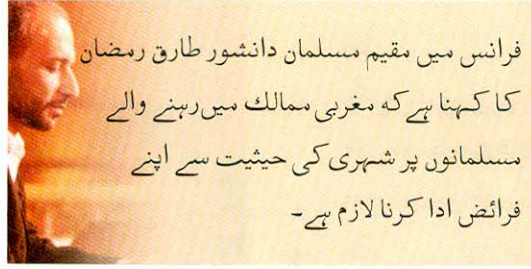 فرانس میں مقیم مسلمان دانشور طارق رمضان
کا کہنا ہے کہ مغربی ممالك میں رہنے والے
مسلمانوں پر شہری کی حیثیت سے اپنے
فرائض ادا کرنا لازم ہے۔